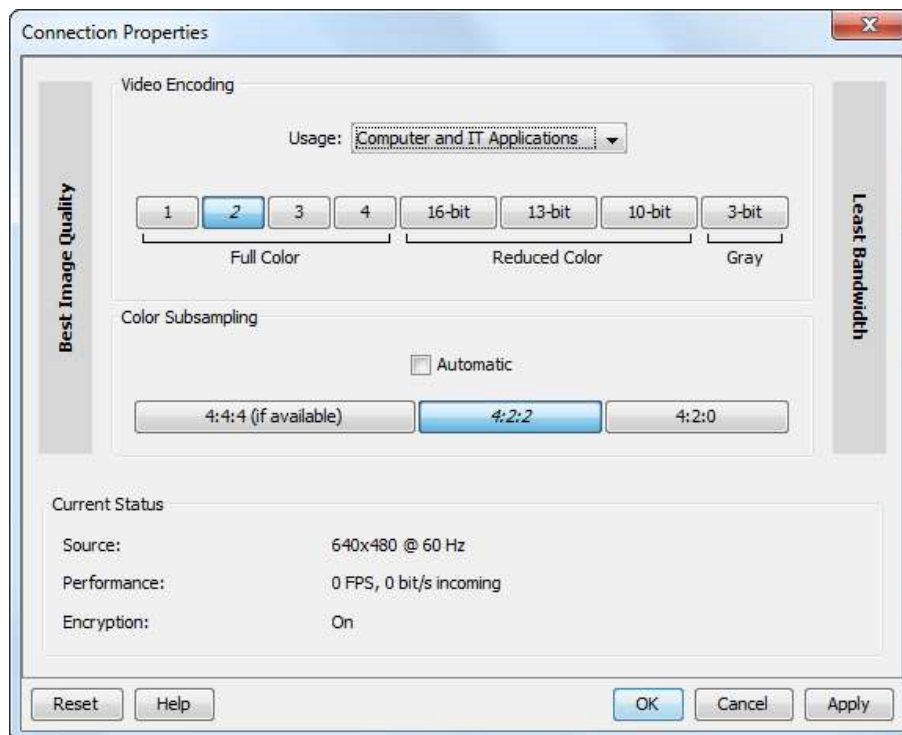 Connection Properties
Video Encoding
Usage: Computer and IT Applications
1 2 3 4 16-bit 13-bit 10-bit 3-bit
Full Color Reduced Color Gray
Best Image Quality
Least Bandwidth
Color Subsampling
Automatic
4:4:4 (if available) 4:2:2 4:2:0
Current Status
Source: 640x480 @ 60 Hz
Performance: 0 FPS, 0 bit/s incoming
Encryption: On
Reset Help OK Cancel Apply